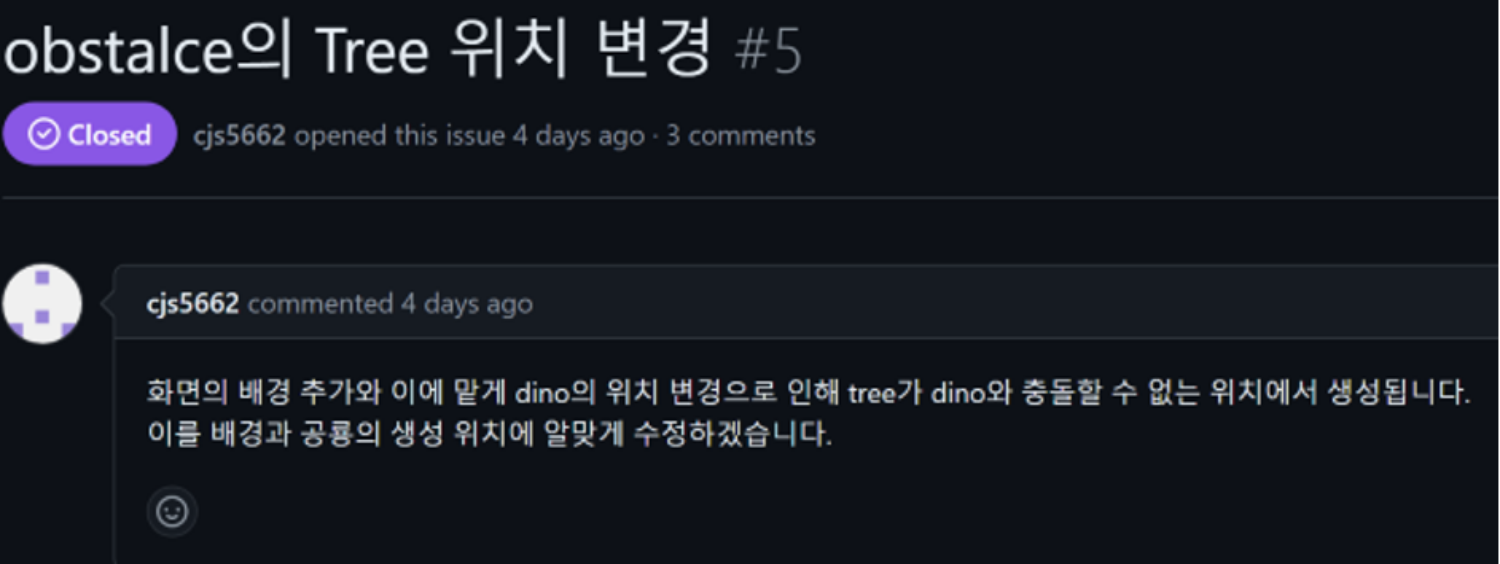 obstalce의 Tree 위치 변경 #5
Closed cjs5662 opened this issue 4 days ago · 3 comments
cjs5662 commented 4 days ago
화면의 배경 추가와 이에 맡게 dino의 위치 변경으로 인해 tree가 dino와 충돌할 수 없는 위치에서 생성됩니다.
이를 배경과 공룡의 생성 위치에 알맞게 수정하겠습니다.